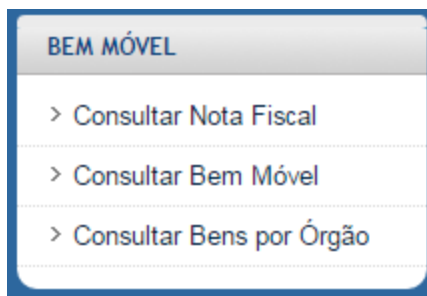 BEM MÓVEL
> Consultar Nota Fiscal
> Consultar Bem Móvel
> Consultar Bens por Órgão